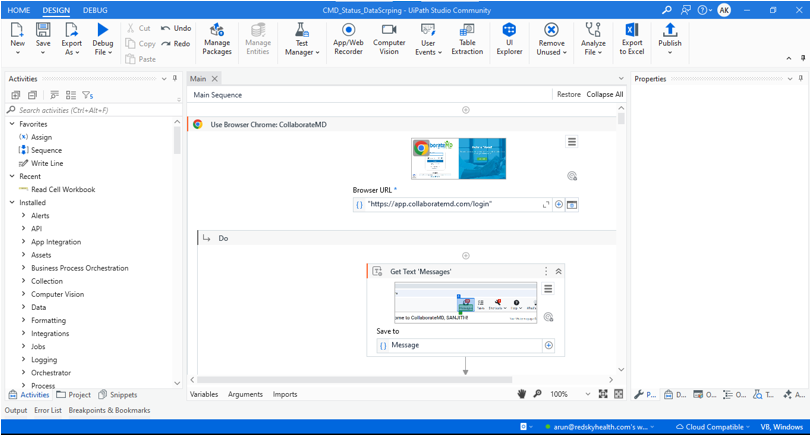 HOME DESIGN DEBUG CMD_Status_DataScrping - UiPath Studio Community AK
New Save Export As Debug File Cut Undo Copy Redo Paste Manage Packages Manage Entities Test Manager App/Web Recorder Computer Vision User Events Table Extraction UI Explorer Remove Unused Analyze File Export to Excel Publish
Activities
Search activities (Ctrl+Alt+F)
Favorites
Assign
Sequence
Write Line
Recent
Read Cell Workbook
Installed
Alerts
API
App Integration
Assets
Business Process Orchestration
Collection
Computer Vision
Data
Formatting
Integrations
Jobs
Logging
Orchestrator
Process
Main
Main Sequence Restore Collapse All
Use Browser Chrome: CollaborateMD
Browser URL *
"https://app.collaboratemd.com/login"
Do
Get Text 'Messages'
ome to CollaborateMD, SANJITH!
Save to
Message
Properties
Activities Project Snippets
Variables Arguments Imports 100%
P... D... O... O... T... A...
Output Error List Breakpoints & Bookmarks
arun@redskyhealth.com's w... Cloud Compatible VB, Windows